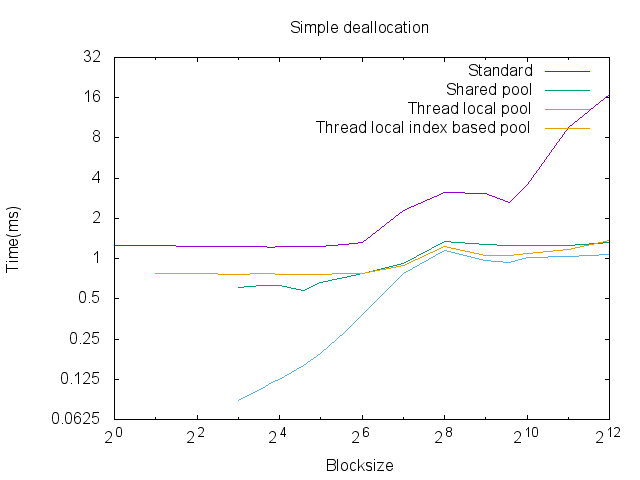 Simple deallocation
32
16
8
4
2
1
0.5
0.25
0.125
0.0625
Time(ms)
Standard
Shared pool
Thread local pool
Thread local index based pool
2^0 2^2 2^4 2^6 2^8 2^10 2^12
Blocksize